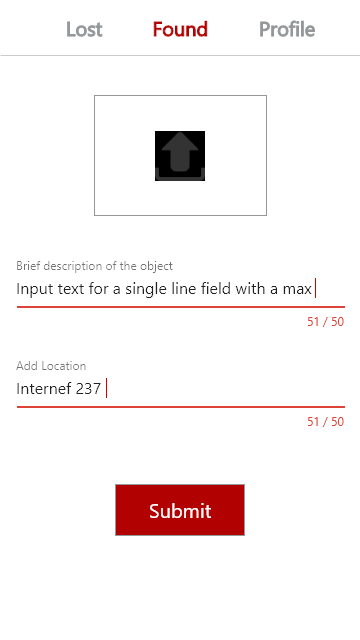 Lost Found Profile
Brief description of the object
Input text for a single line field with a max
51 / 50
Add Location
Internef 237
51 / 50
Submit